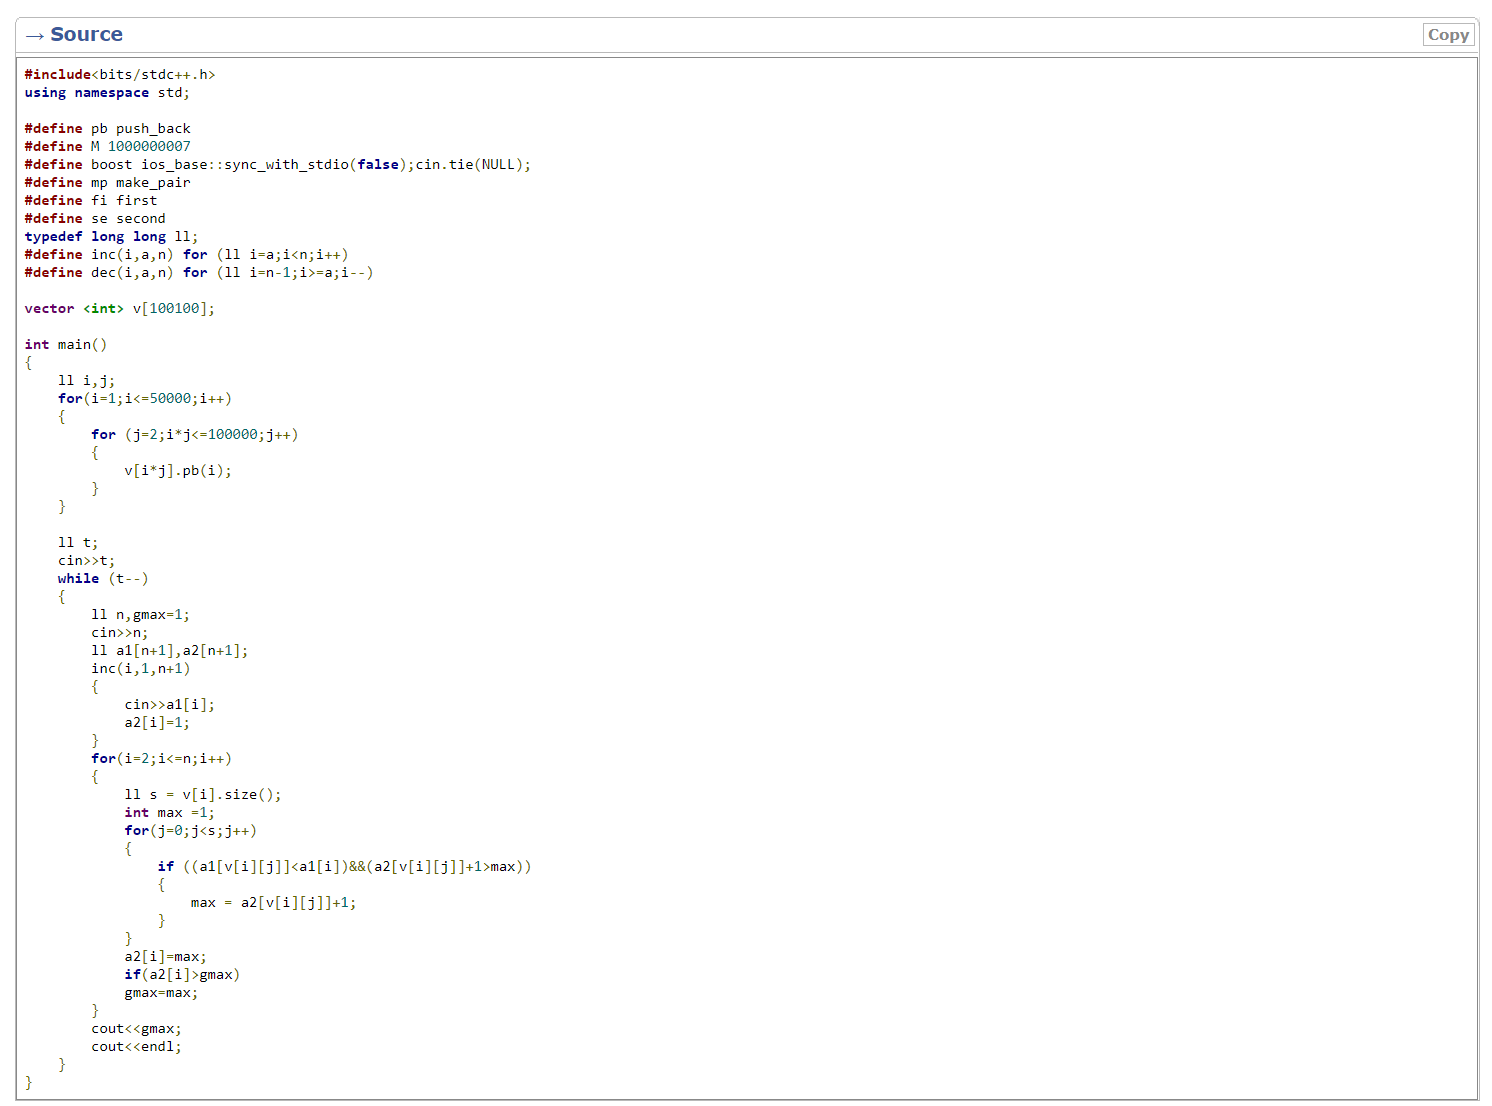 → Source
Copy
#include<bits/stdc++.h>
using namespace std;
#define pb push_back
#define M 1000000007
#define boost ios_base::sync_with_stdio(false);cin.tie(NULL);
#define mp make_pair
#define fi first
#define se second
typedef long long ll;
#define inc(i,a,n) for (ll i=a;i<n;i++)
#define dec(i,a,n) for (ll i=n-1;i>=a;i--)
vector <int> v[100100];
int main()
{
    ll i,j;
    for(i=1;i<=50000;i++)
    {
        for (j=2;i*j<=100000;j++)
        {
            v[i*j].pb(i);
        }
    }
    ll t;
    cin>>t;
    while (t--)
    {
        ll n,gmax=1;
        cin>>n;
        ll a1[n+1],a2[n+1];
        inc(i,1,n+1)
        {
            cin>>a1[i];
            a2[i]=1;
        }
        for(i=2;i<=n;i++)
        {
            ll s = v[i].size();
            int max =1;
            for(j=0;j<s;j++)
            {
                if ((a1[v[i][j]]<a1[i])&&(a2[v[i][j]]+1>max))
                {
                    max = a2[v[i][j]]+1;
                }
            }
            a2[i]=max;
            if(a2[i]>gmax)
            gmax=max;
        }
        cout<<gmax;
        cout<<endl;
    }
}